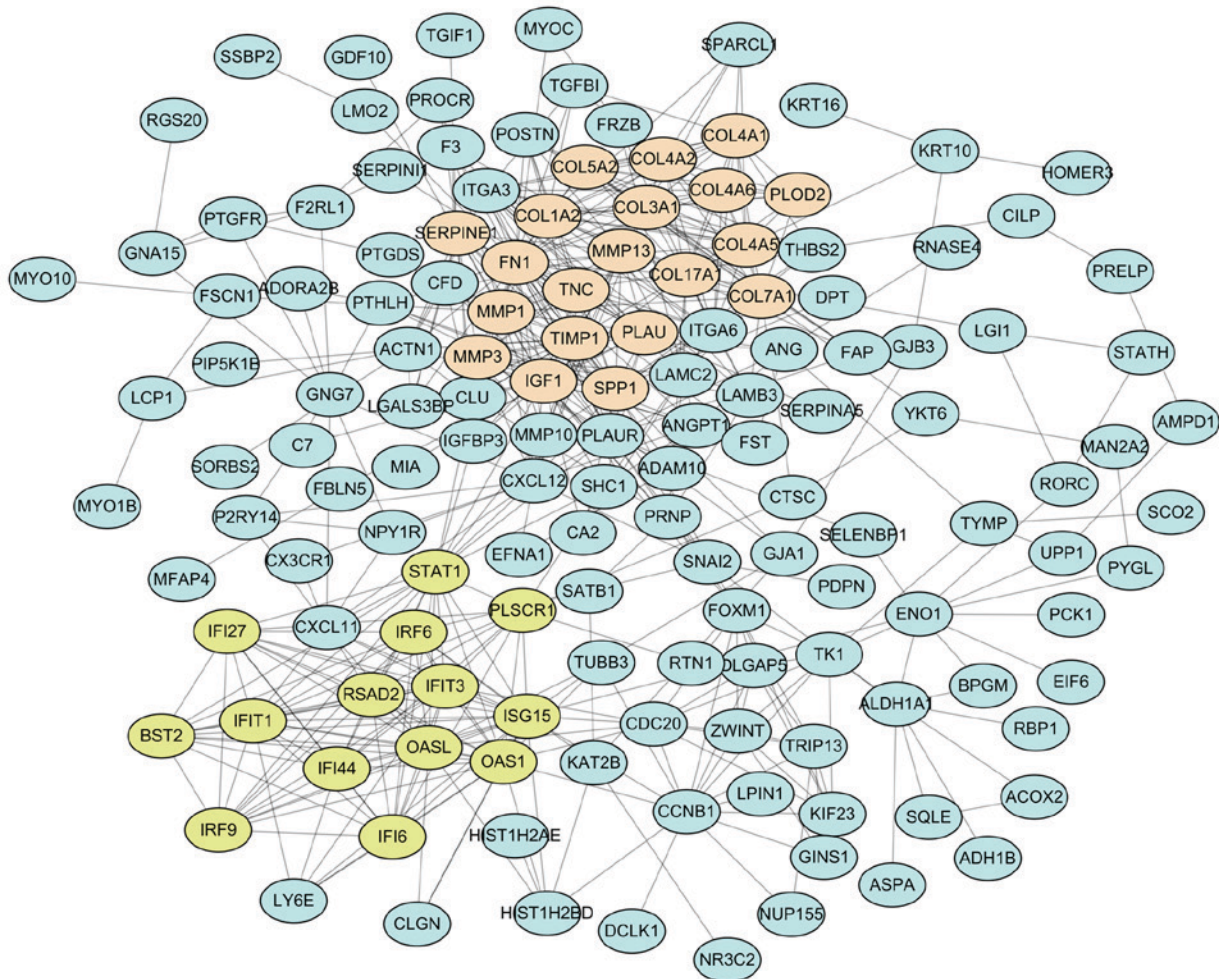 MYOC
TGIF1
SPARCL1
SSBP2
GDF10
TGFBI
PROCR
KRT16
LMO2
RGS20
POSTN
FRZB
COL4A1
F3
KRT10
COL4A2
COL5A2
SERPINI1
HOMER3
ITGA3
COL4A6
PLOD2
F2RL1
COL3A1
CILP
COL1A2
PTGFR
SERPINE1
COL4A5
THBS2
RNASE4
GNA15
PTGDS
MMP13
FN1
PRELP
MYO10
COL17A1
CFD
ADORA2B
TNC
FSCN1
COL7A1
DPT
PTHLH
MMP1
PLAU
ITGA6
LGI1
TIMP1
ACTN1
ANG
FAP
GJB3
STATH
MMP3
PIP5K1B
LAMC2
IGF1
SPP1
GNG7
CLU
LAMB3
LCP1
LGALS3BP
SERPINA5
YKT6
AMPD1
ANGPT1
IGFBP3
MMP10
PLAUR
FST
C7
MAN2A2
SORBS2
MIA
ADAM10
CXCL12
SHC1
FBLN5
CTSC
RORC
MYO1B
P2RY14
PRNP
TYMP
SCO2
NPY1R
CA2
SELENBP1
EFNA1
GJA1
UPP1
CX3CR1
SNAI2
MFAP4
STAT1
PYGL
PDPN
SATB1
PLSCR1
FOXM1
ENO1
PCK1
IFI27
CXCL11
IRF6
TK1
TUBB3
RTN1
DLGAP5
IFIT3
BPGM
EIF6
RSAD2
ALDH1A1
ISG15
IFIT1
CDC20
ZWINT
RBP1
BST2
OASL
TRIP13
OAS1
KAT2B
IFI44
LPIN1
ACOX2
CCNB1
KIF23
SQLE
IRF9
IFI6
HIST1H2AE
GINS1
ADH1B
ASPA
LY6E
HIST1H2BD
NUP155
CLGN
DCLK1
NR3C2